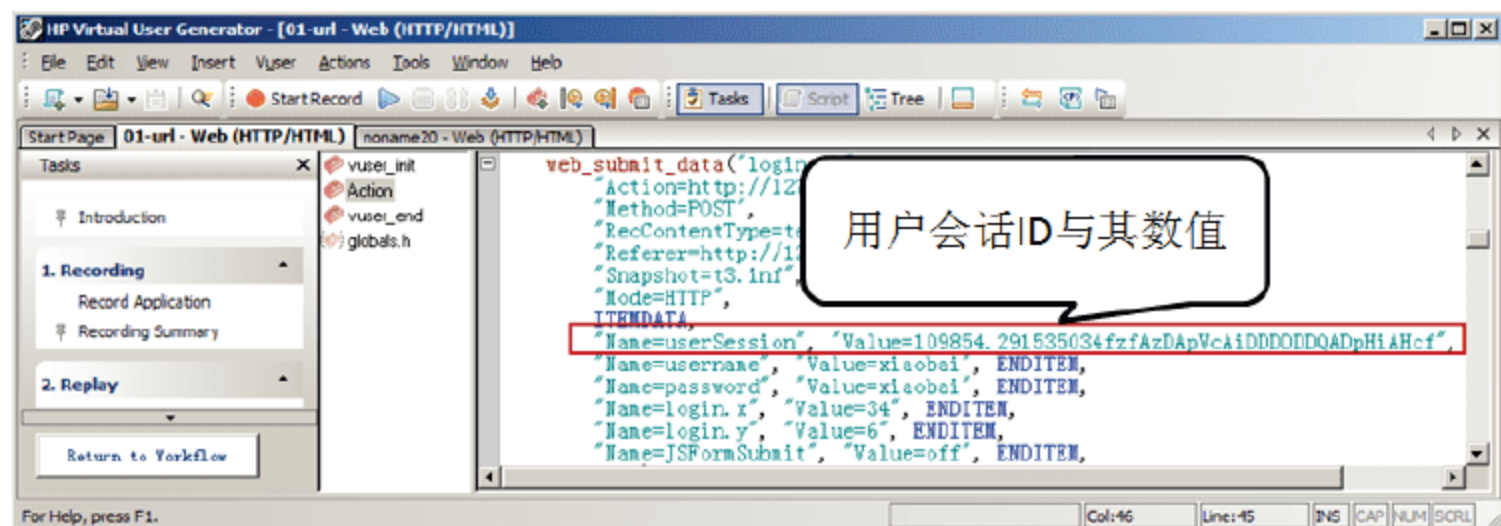 HP Virtual User Generator - [01-url - Web (HTTP/HTML)]
File Edit View Insert Vuser Actions Tools Window Help
Start Record Tasks Script Tree
Start Page 01-url - Web (HTTP/HTML) noname20 - Web (HTTP/HTML)
Tasks
Introduction
1. Recording
Record Application
Recording Summary
2. Replay
Return to Workflow
vuser_init
Action
vuser_end
globals.h
web_submit_data("login
"Action=http://12
"Method=POST",
"RecContentType=te
"Referer=http://12
"Snapshot=t3.inf",
"Mode=HTTP",
ITEMDATA,
"Name=userSession", "Value=109854.291535034fzfAzDApVcAiDDDDDDQADpHiAHcf",
"Name=username", "Value=xiaobai", ENDITEM,
"Name=password", "Value=xiaobai", ENDITEM,
"Name=login.x", "Value=34", ENDITEM,
"Name=login.y", "Value=6", ENDITEM,
"Name=JSFormSubmit", "Value=off", ENDITEM,
用户会话ID与其数值
For Help, press F1.
Col:46 Line:45 INS CAP NUM SCRL